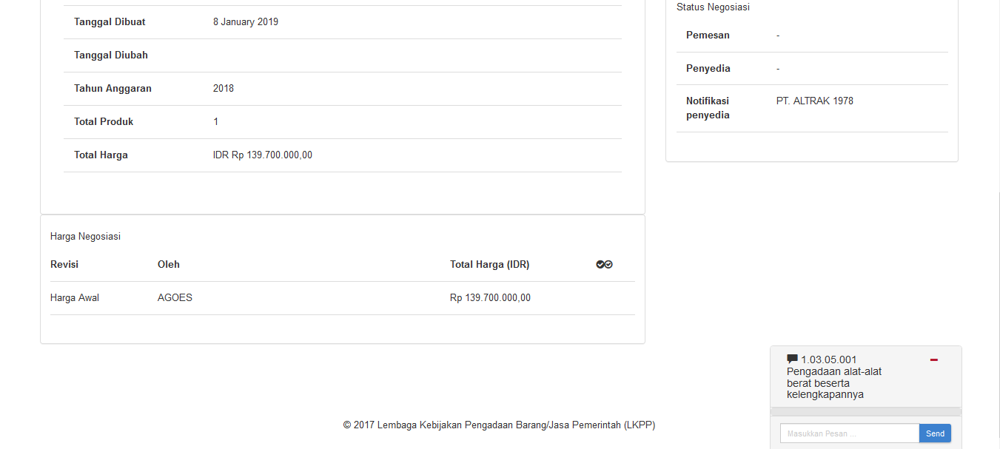 Tanggal Dibuat 8 January 2019
Tanggal Diubah
Tahun Anggaran 2018
Total Produk 1
Total Harga IDR Rp 139.700.000,00
Status Negosiasi
Pemesan -
Penyedia -
Notifikasi PT. ALTRAK 1978
penyedia
Harga Negosiasi
Revisi Oleh Total Harga (IDR)
Harga Awal AGOES Rp 139.700.000,00
1.03.05.001
Pengadaan alat-alat
berat beserta
kelengkapannya
Masukkan Pesan ... Send
© 2017 Lembaga Kebijakan Pengadaan Barang/Jasa Pemerintah (LKPP)